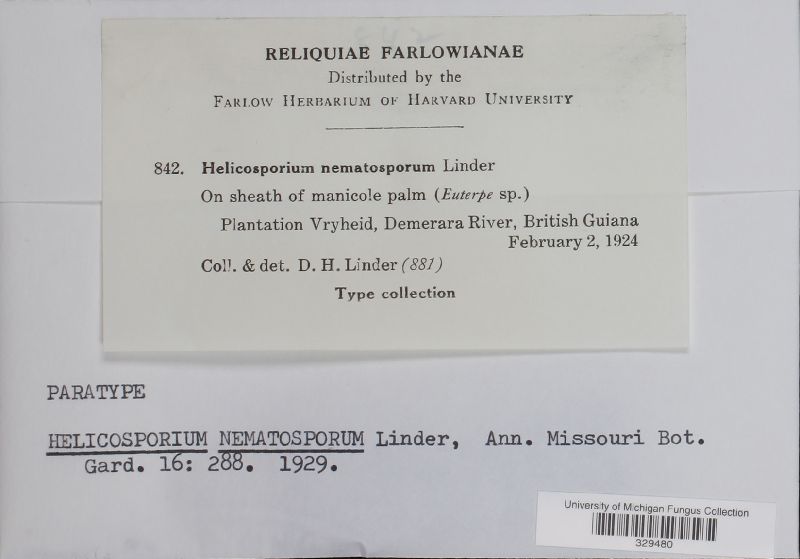 RELIQUIAE FARLOWIANAE
Distributed by the
FARLOW HERBARIUM OF HARVARD UNIVERSITY
842. Helicosporium nematosporum Linder
On sheath of manicole palm (Euterpe sp.)
Plantation Vryheid, Demerara River, British Guiana
February 2, 1924
Coll. & det. D. H. Linder (881)
Type collection
PARATYPE
HELICOSPORIUM NEMATOSPORUM Linder, Ann. Missouri Bot.
Gard. 16: 288. 1929.
University of Michigan Fungus Collection
329480